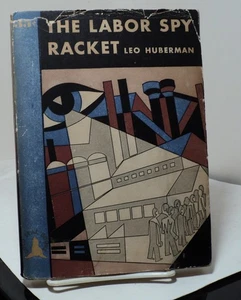 THE LABOR SPY
RACKET LEO HUBERMAN